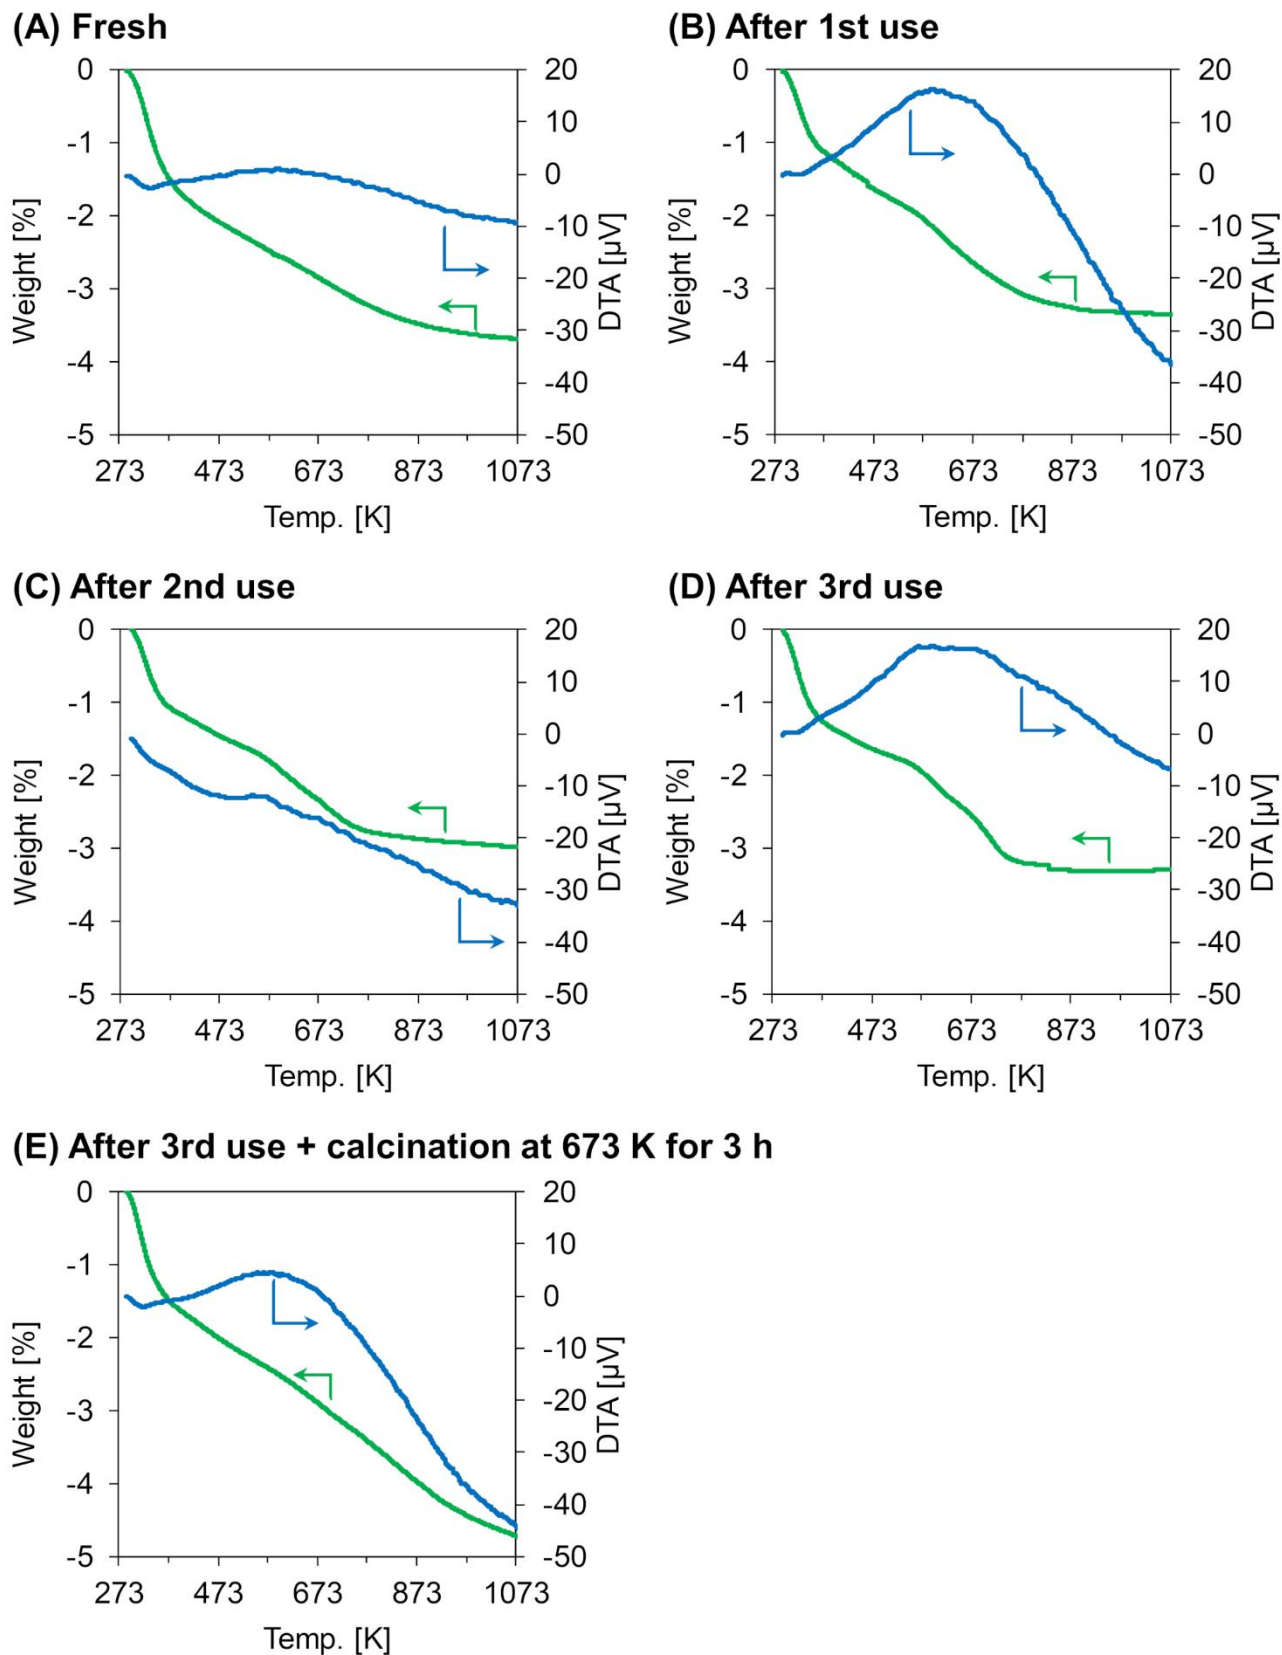 (A) Fresh
0
-1
-2
-3
-4
-5
Weight [%]
20
10
0
-10
-20
-30
-40
-50
DTA [µV]
273 473 673 873 1073
Temp. [K]
(B) After 1st use
0
-1
-2
-3
-4
-5
Weight [%]
20
10
0
-10
-20
-30
-40
-50
DTA [µV]
273 473 673 873 1073
Temp. [K]
(C) After 2nd use
0
-1
-2
-3
-4
-5
Weight [%]
20
10
0
-10
-20
-30
-40
-50
DTA [µV]
273 473 673 873 1073
Temp. [K]
(D) After 3rd use
0
-1
-2
-3
-4
-5
Weight [%]
20
10
0
-10
-20
-30
-40
-50
DTA [µV]
273 473 673 873 1073
Temp. [K]
(E) After 3rd use + calcination at 673 K for 3 h
0
-1
-2
-3
-4
-5
Weight [%]
20
10
0
-10
-20
-30
-40
-50
DTA [µV]
273 473 673 873 1073
Temp. [K]